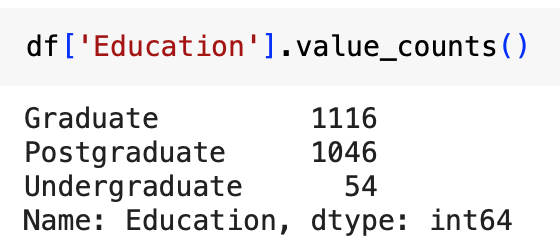 df['Education'].value_counts()
Graduate 1116
Postgraduate 1046
Undergraduate 54
Name: Education, dtype: int64